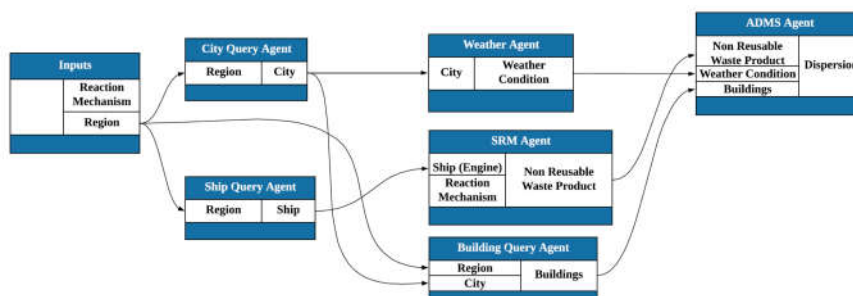 Inputs
Reaction
Mechanism
Region
City Query Agent
Region
City
Ship Query Agent
Region
Ship
Weather Agent
City
Weather
Condition
SRM Agent
Ship (Engine)
Reaction
Mechanism
Non Reusable
Waste Product
Building Query Agent
Region
City
Buildings
ADMS Agent
Non Reusable
Waste Product
Weather Condition
Buildings
Dispersion